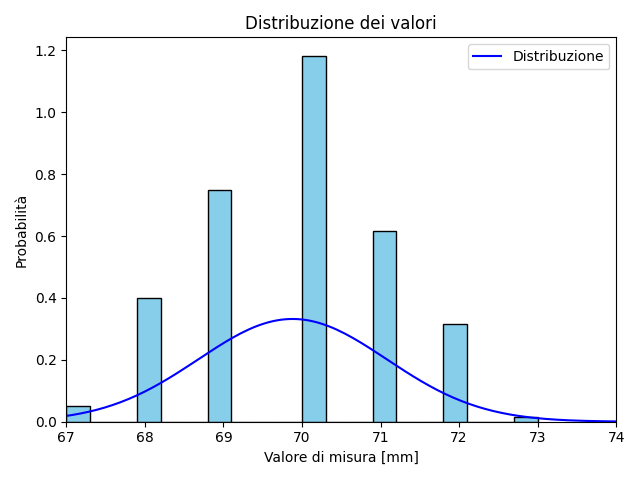 Distribuzione dei valori
Distribuzione
1.2
1.0
0.8
0.6
0.4
0.2
0.0
Probabilità
67 68 69 70 71 72 73 74
Valore di misura [mm]